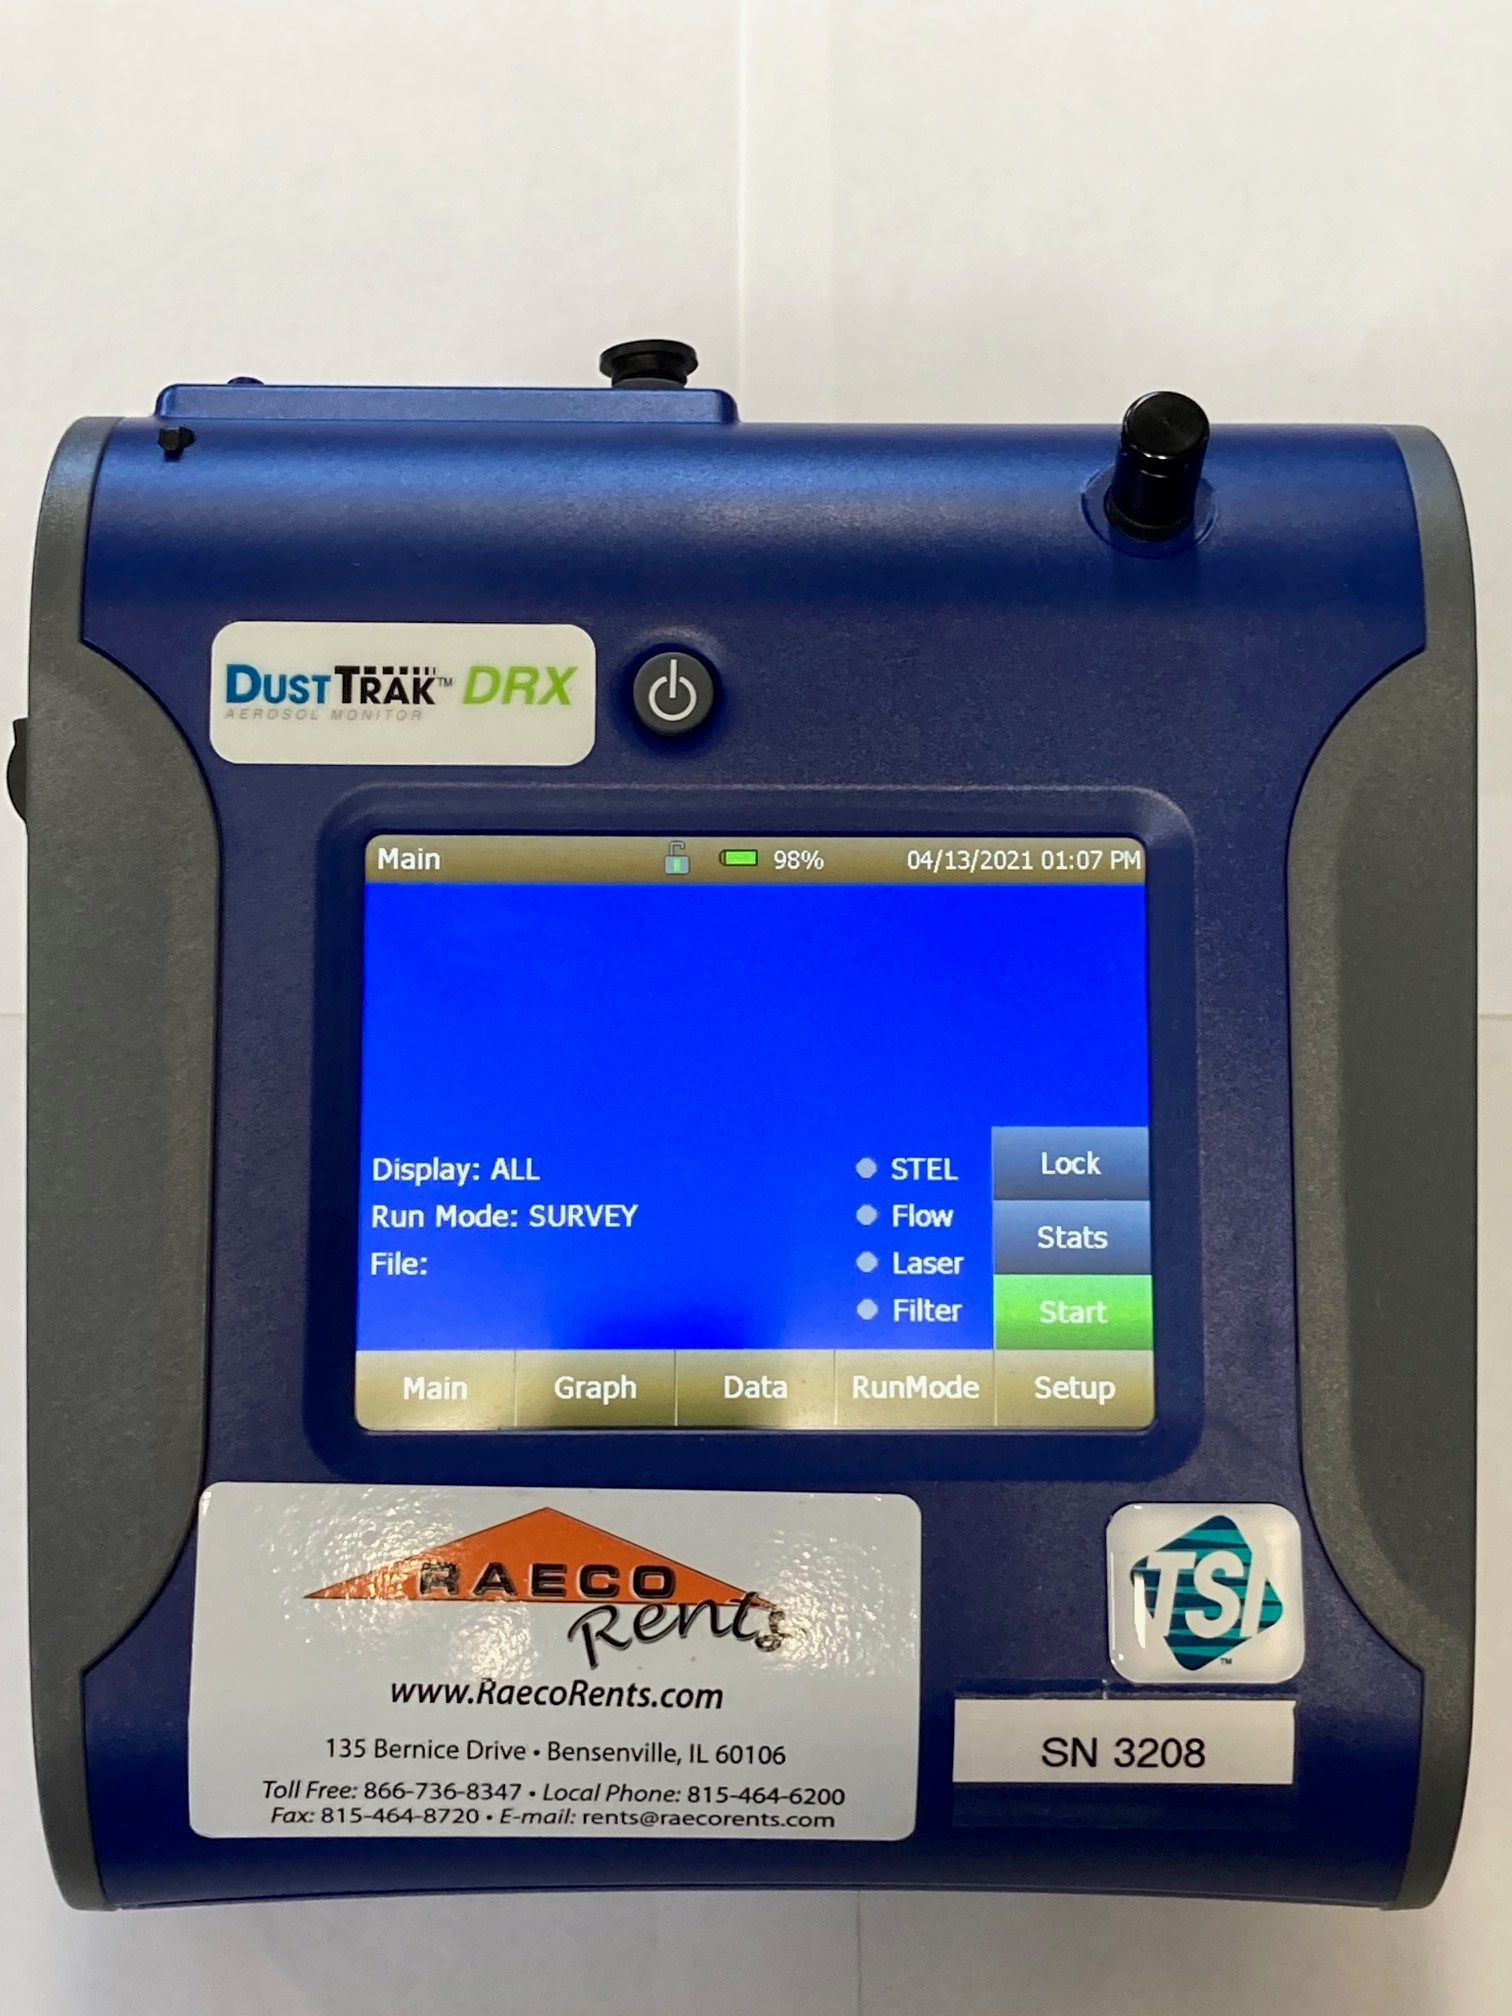 DUSTTRAK™ DRX
AEROSOL MONITOR
Main 98% 04/13/2021 01:07 PM
Display: ALL
Run Mode: SURVEY
File:
STEL
Flow
Laser
Filter
Lock
Stats
Start
Main Graph Data RunMode Setup
RAECO
Rents
www.RaecoRents.com
135 Bernice Drive • Bensenville, IL 60106
Toll Free: 866-736-8347 • Local Phone: 815-464-6200
Fax: 815-464-8720 • E-mail: rents@raecorents.com
TSI
™
SN 3208